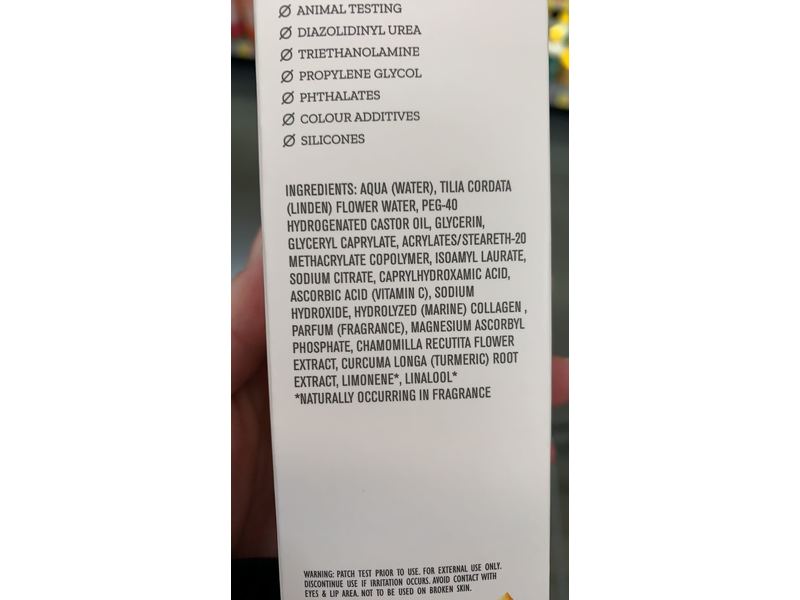 Ø ANIMAL TESTING
Ø DIAZOLIDINYL UREA
Ø TRIETHANOLAMINE
Ø PROPYLENE GLYCOL
Ø PHTHALATES
Ø COLOUR ADDITIVES
Ø SILICONES
INGREDIENTS: AQUA (WATER), TILIA CORDATA
(LINDEN) FLOWER WATER, PEG-40
HYDROGENATED CASTOR OIL, GLYCERIN,
GLYCERYL CAPRYLATE, ACRYLATES/STEARETH-20
METHACRYLATE COPOLYMER, ISOAMYL LAURATE,
SODIUM CITRATE, CAPRYLHYDROXAMIC ACID,
ASCORBIC ACID (VITAMIN C), SODIUM
HYDROXIDE, HYDROLYZED (MARINE) COLLAGEN ,
PARFUM (FRAGRANCE), MAGNESIUM ASCORBYL
PHOSPHATE, CHAMOMILLA RECUTITA FLOWER
EXTRACT, CURCUMA LONGA (TURMERIC) ROOT
EXTRACT, LIMONENE*, LINALOOL*
*NATURALLY OCCURRING IN FRAGRANCE
WARNING: PATCH TEST PRIOR TO USE. FOR EXTERNAL USE ONLY.
DISCONTINUE USE IF IRRITATION OCCURS. AVOID CONTACT WITH
EYES & LIP AREA. NOT TO BE USED ON BROKEN SKIN.